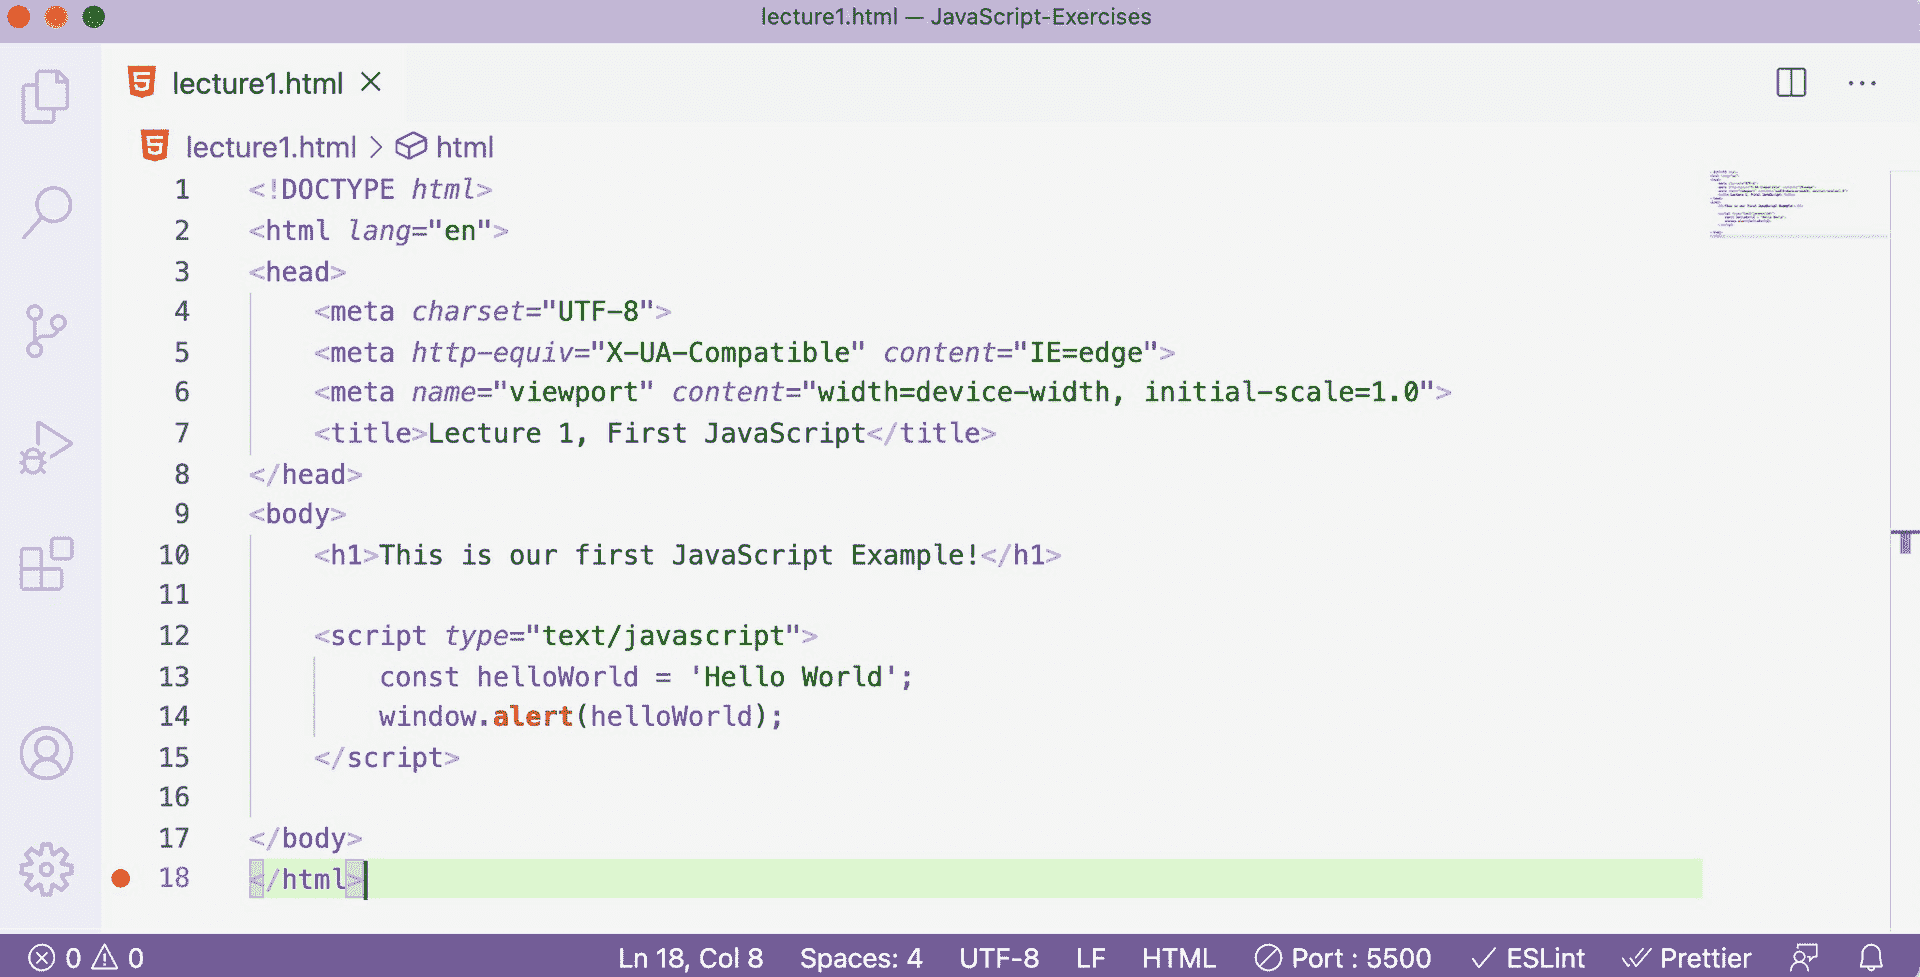 lecture1.html — JavaScript-Exercises
lecture1.html
lecture1.html > html
1 <!DOCTYPE html>
2 <html lang="en">
3 <head>
4 <meta charset="UTF-8">
5 <meta http-equiv="X-UA-Compatible" content="IE=edge">
6 <meta name="viewport" content="width=device-width, initial-scale=1.0">
7 <title>Lecture 1, First JavaScript</title>
8 </head>
9 <body>
10 <h1>This is our first JavaScript Example!</h1>
11
12 <script type="text/javascript">
13 const helloWorld = 'Hello World';
14 window.alert(helloWorld);
15 </script>
16
17 </body>
18 </html>
0 0 Ln 18, Col 8 Spaces: 4 UTF-8 LF HTML Port : 5500 ESLint Prettier